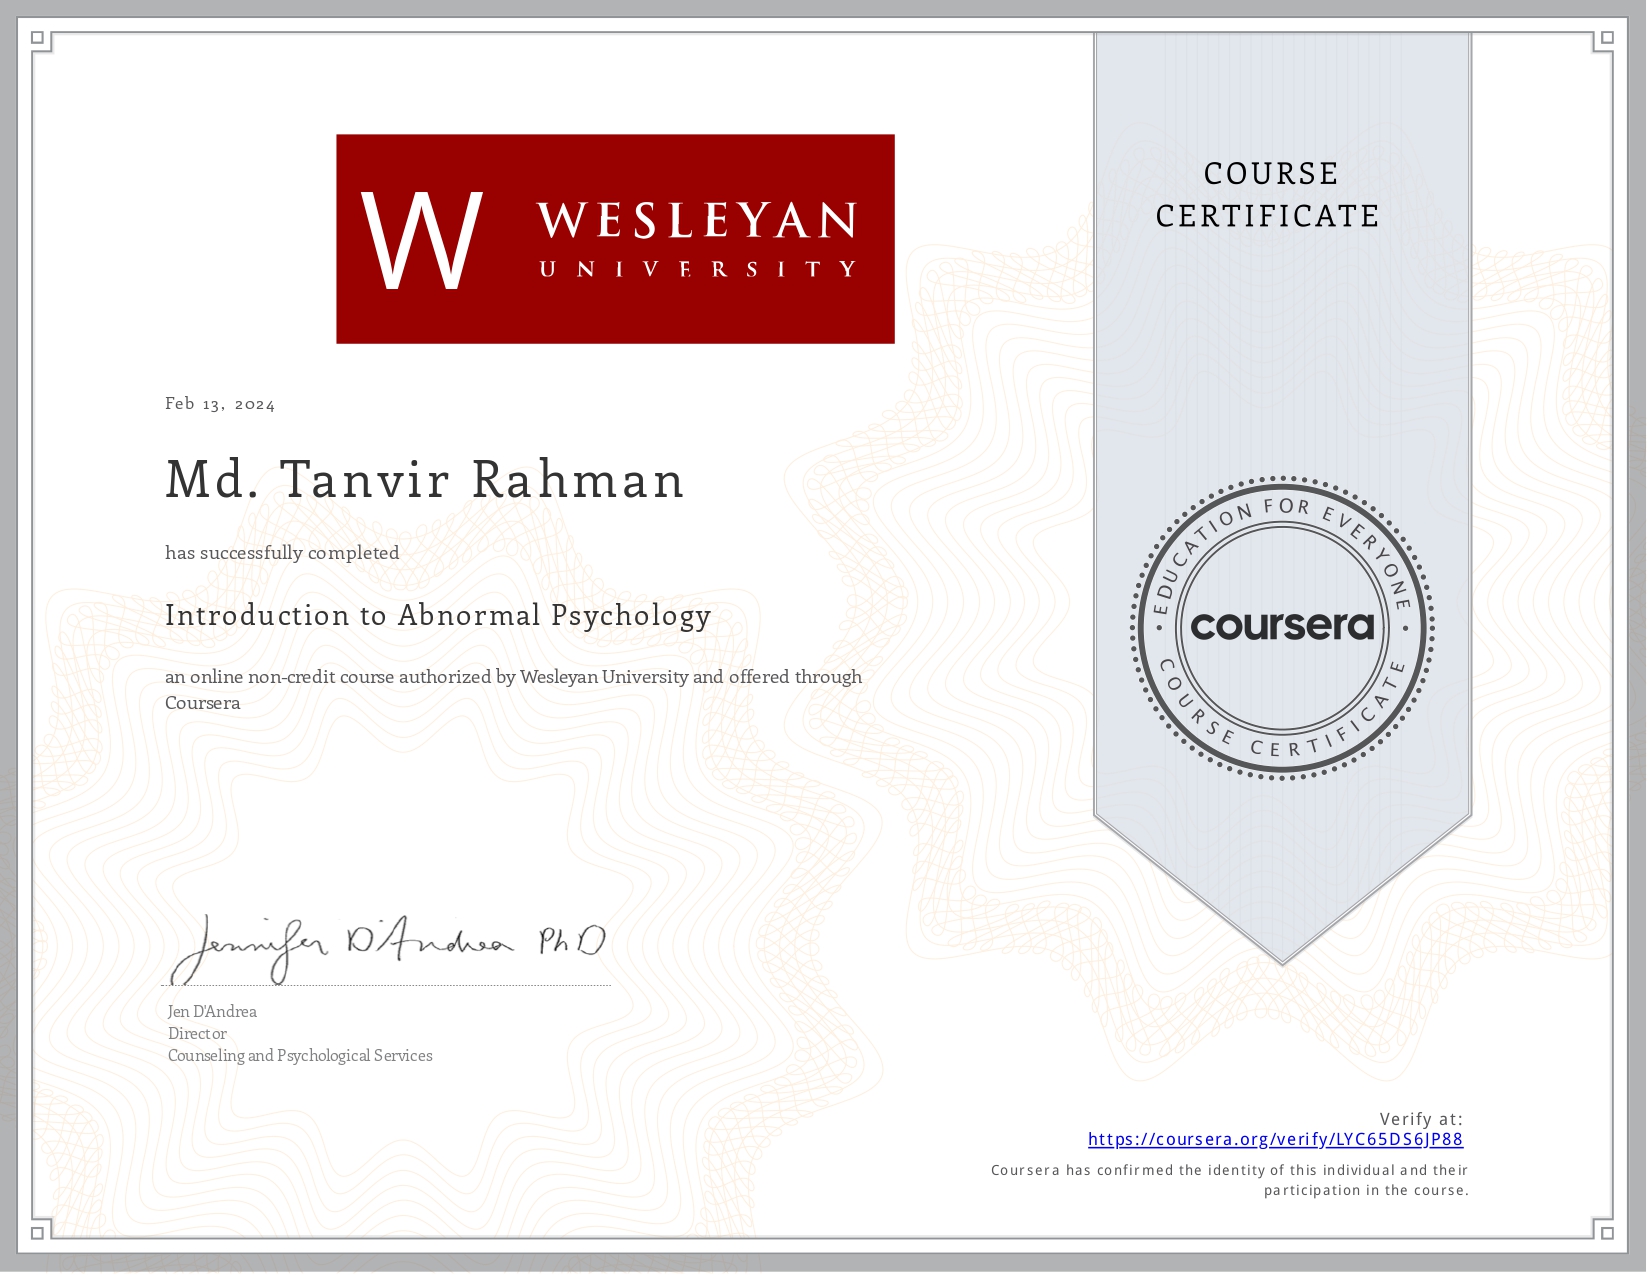 W WESLEYAN
UNIVERSITY
COURSE
CERTIFICATE
Feb 13, 2024
Md. Tanvir Rahman
has successfully completed
Introduction to Abnormal Psychology
an online non-credit course authorized by Wesleyan University and offered through
Coursera
EDUCATION FOR EVERYONE
coursera
COURSE CERTIFICATE
Jennifer D'Andrea PhD
Jen D'Andrea
Director
Counseling and Psychological Services
Verify at:
https://coursera.org/verify/LYC65DS6JP88
Coursera has confirmed the identity of this individual and their
participation in the course.